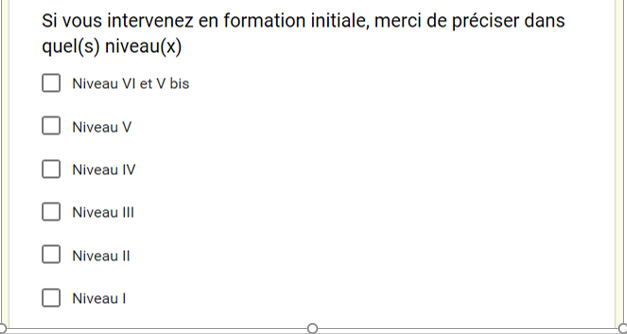 Si vous intervenez en formation initiale, merci de préciser dans
quel(s) niveau(x)
Niveau VI et V bis
Niveau V
Niveau IV
Niveau III
Niveau II
Niveau I